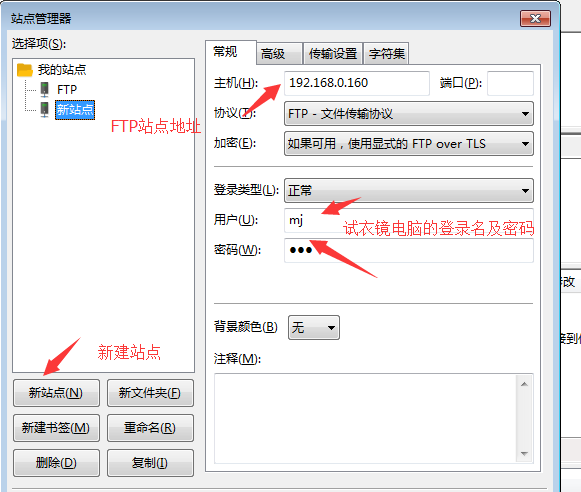 站点管理器
选择项(S):
我的站点
FTP
新站点
FTP站点地址
新建站点
新站点(N)
新文件夹(F)
新建书签(M)
重命名(R)
删除(D)
复制(I)
常规
高级
传输设置
字符集
主机(H):
192.168.0.160
端口(P):
协议(T):
FTP - 文件传输协议
加密(E):
如果可用，使用显式的 FTP over TLS
登录类型(L):
正常
用户(U):
mj
试衣镜电脑的登录名及密码
密码(W):
●●●
背景颜色(B)
无
注释(M):
修改
接到